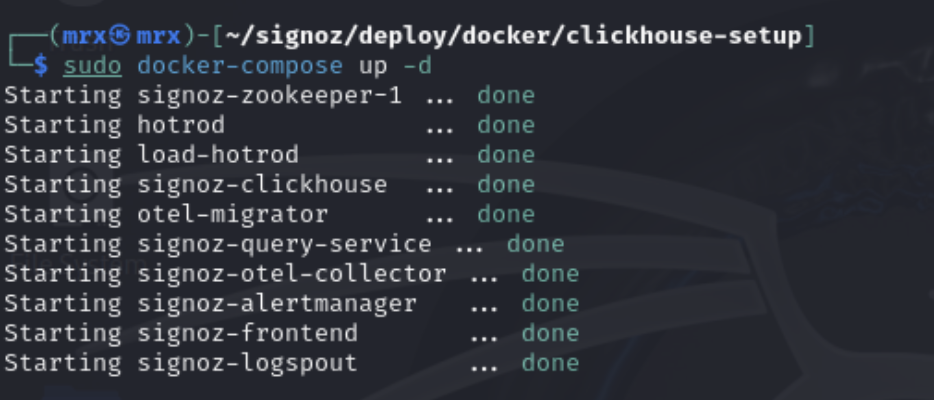 ┌──(mrx㉿mrx)-[~/signoz/deploy/docker/clickhouse-setup]
└─$ sudo docker-compose up -d
Starting signoz-zookeeper-1 ... done
Starting hotrod ... done
Starting load-hotrod ... done
Starting signoz-clickhouse ... done
Starting otel-migrator ... done
Starting signoz-query-service ... done
Starting signoz-otel-collector ... done
Starting signoz-alertmanager ... done
Starting signoz-frontend ... done
Starting signoz-logspout ... done
File System